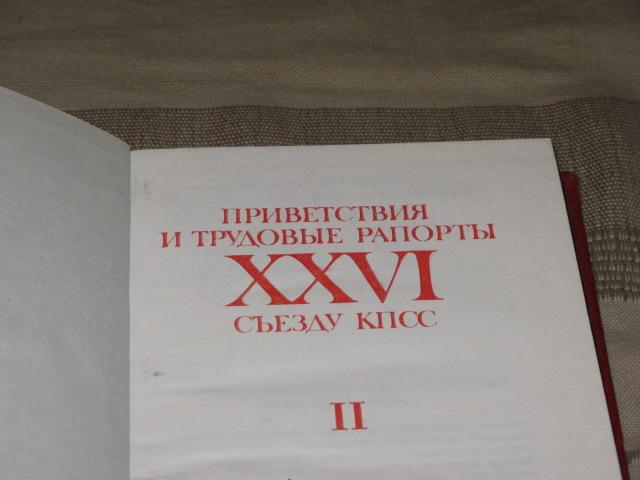 ПРИВЕТСТВИЯ
И ТРУДОВЫЕ РАПОРТЫ
XXVI
СЪЕЗДУ КПСС
II